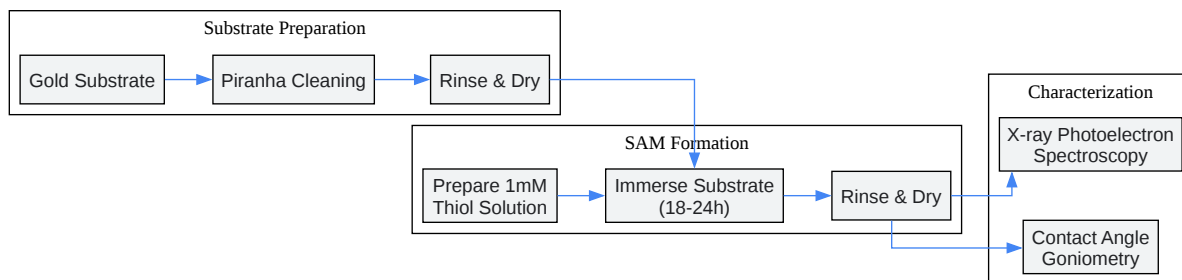 Substrate Preparation
Gold Substrate
Piranha Cleaning
Rinse & Dry
SAM Formation
Prepare 1mM
Thiol Solution
Immerse Substrate
(18-24h)
Rinse & Dry
Characterization
X-ray Photoelectron
Spectroscopy
Contact Angle
Goniometry